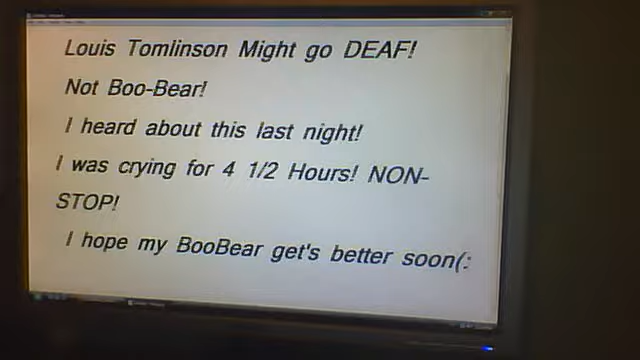 Louis Tomlinson Might go DEAF!
Not Boo-Bear!
I heard about this last night!
I was crying for 4 1/2 Hours! NON-
STOP!
I hope my BooBear get's better soon(: